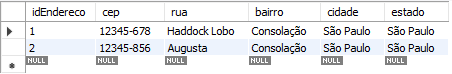 idEndereco cep rua bairro cidade estado
1 12345-678 Haddock Lobo Consolação São Paulo São Paulo
2 12345-856 Augusta Consolação São Paulo São Paulo
NULL NULL NULL NULL NULL NULL